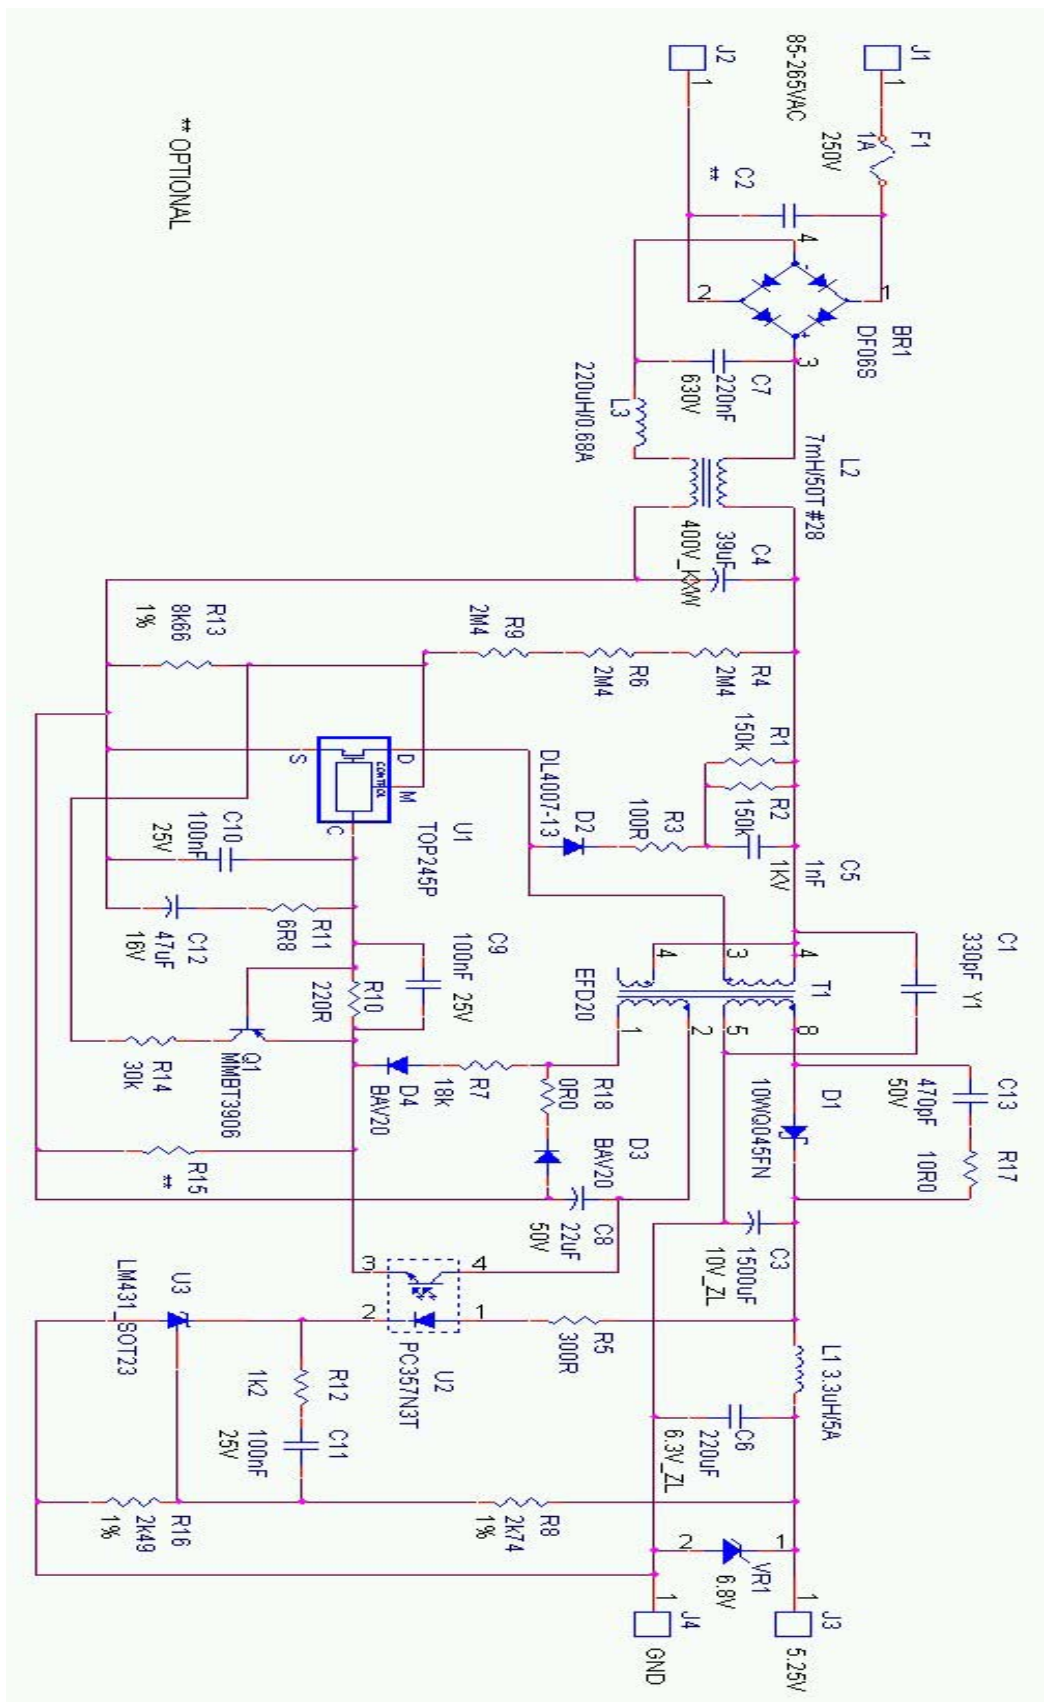 J1
1
J2
1
85-265VAC
F1
1A
250V
C2
**
4
1
2
3
-
+
BR1
DF06S
C7
220nF
630V
L3
220uH/0.68A
L2
7mH/50T #28
C4
39uF
400V_KXW
R13
8k66
1%
R9
2M4
R6
2M4
R4
2M4
R1
150k
R2
150k
C5
1nF
1KV
R3
100R
D2
DL4007-13
D
M
S
C
CONTROL
U1
TOP245P
C10
100nF
25V
C12
47uF
16V
R11
6R8
C9
100nF 25V
R10
220R
Q1
MMBT3906
R14
30k
R15
**
D4
BAV20
R7
18k
R18
0R0
D3
BAV20
C8
22uF
50V
C1
330pF Y1
T1
EFD20
4
3
4
1
2
5
8
C13
470pF
50V
R17
10R0
D1
10WQ045FN
C3
1500uF
10V_ZL
3
4
2
1
U2
PC357N3T
R5
300R
U3
LM431_SOT23
R12
1k2
C11
100nF
25V
R16
2k49
1%
R8
2k74
1%
L1 3.3uH/5A
C6
220uF
6.3V_ZL
1
2
VR1
6.8V
1
J3
5.25V
1
J4
GND
** OPTIONAL